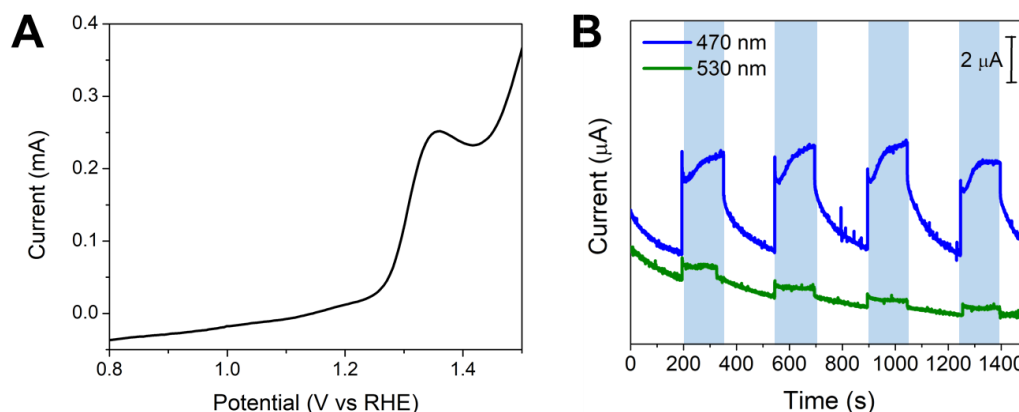 A
0.4
0.3
0.2
0.1
0.0
Current (mA)
0.8
1.0
1.2
1.4
Potential (V vs RHE)
B
470 nm
530 nm
2 μA
Current (μA)
0
200
400
600
800
1000
1200
1400
Time (s)